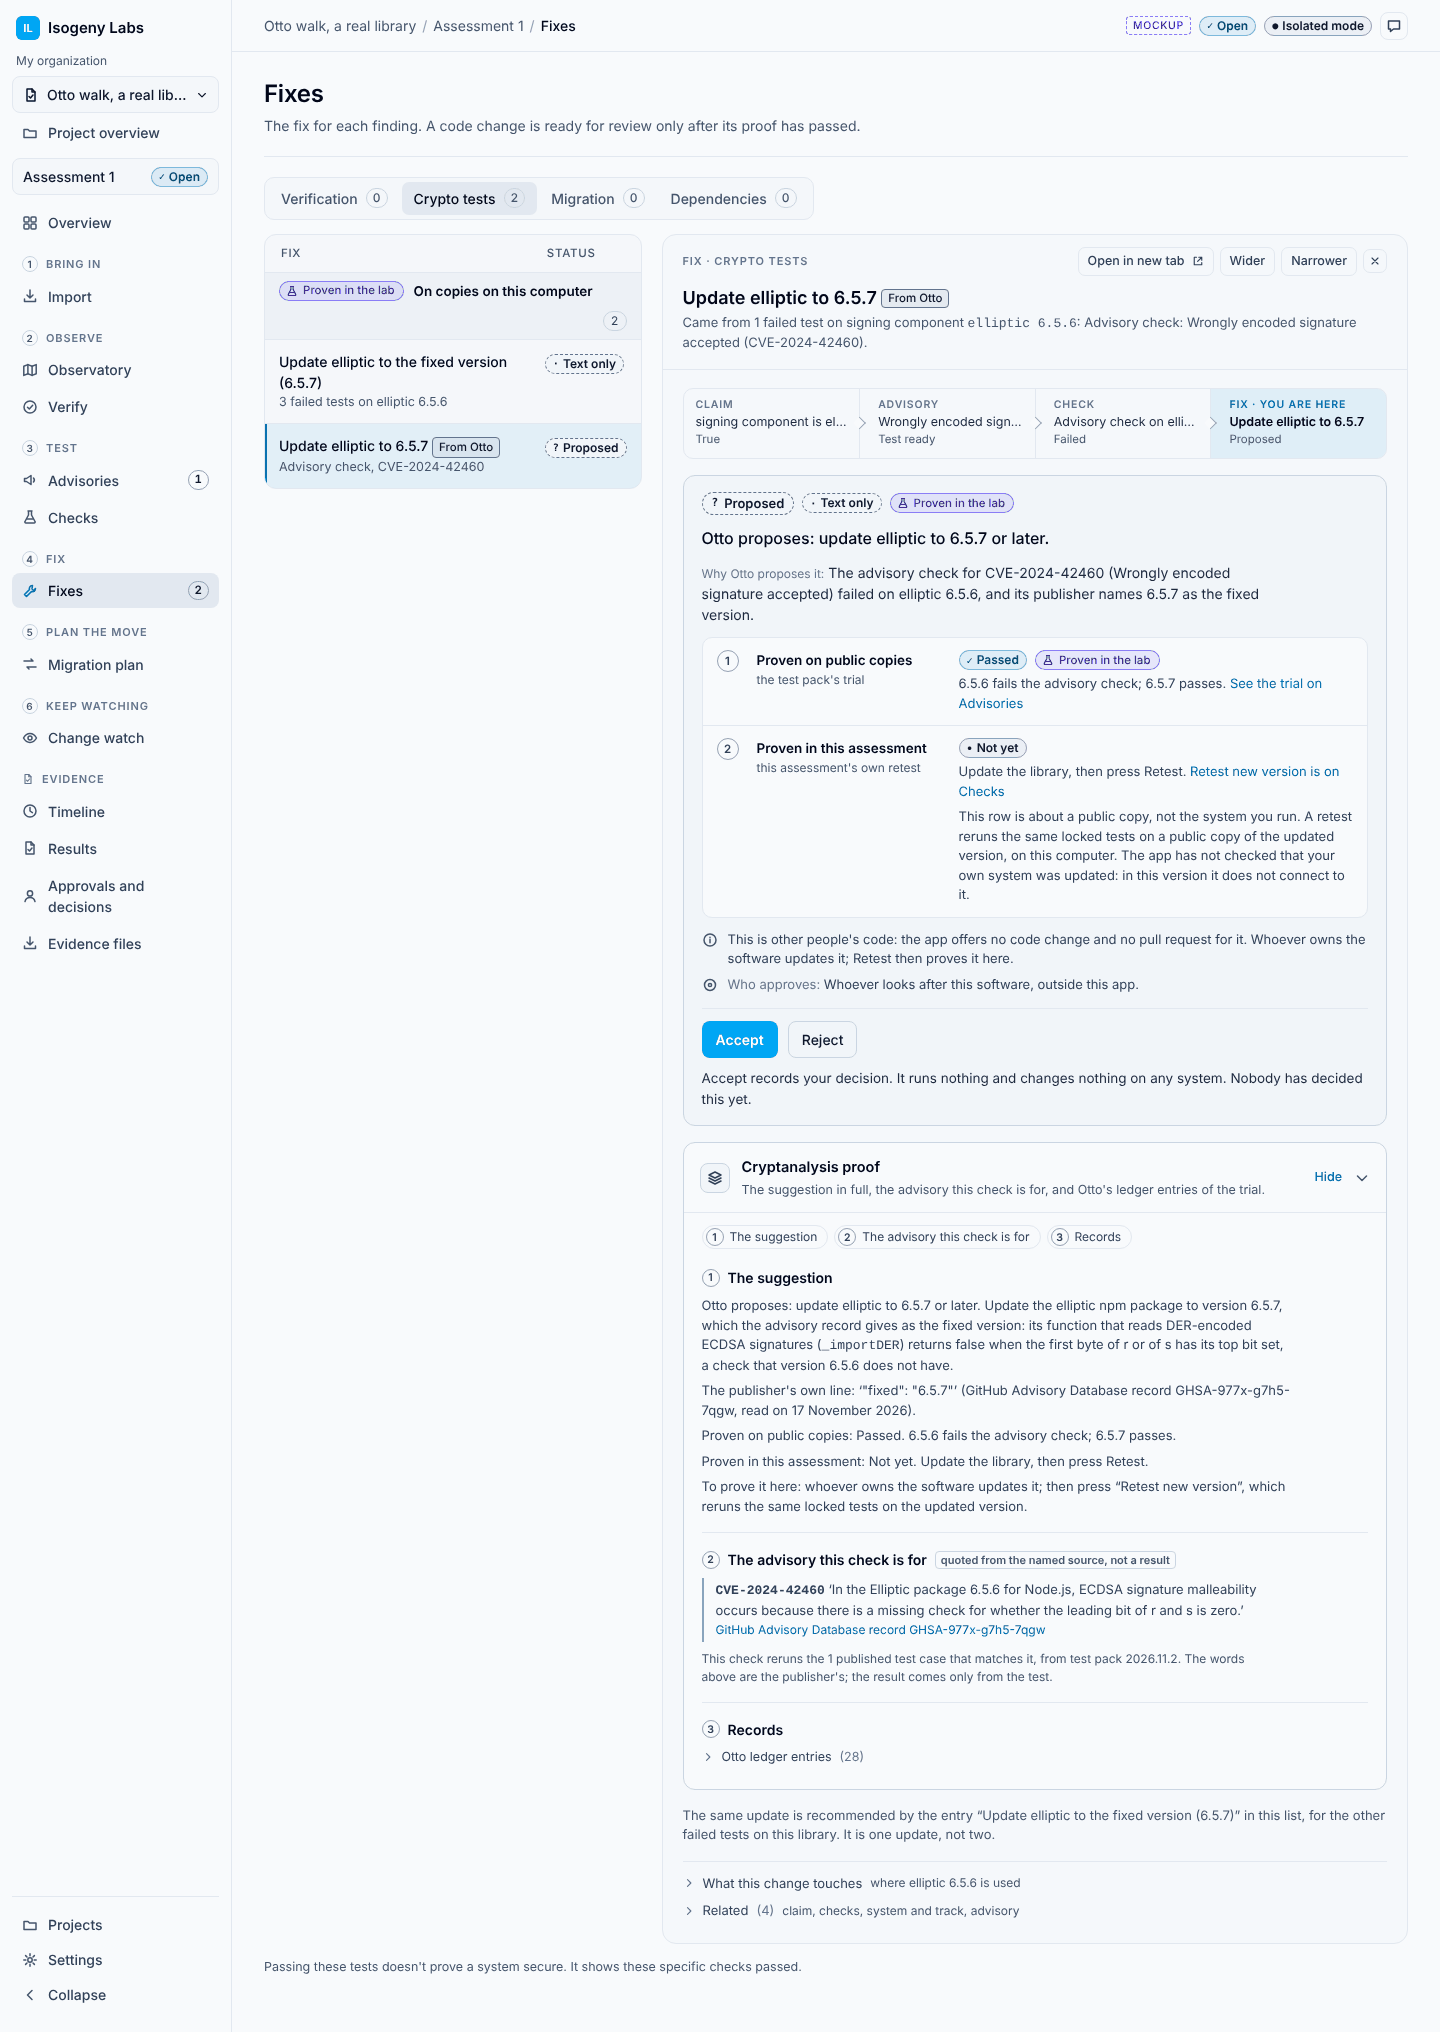 IL Isogeny Labs
My organization
Otto walk, a real lib...
Project overview
Assessment 1 ✓ Open
Overview
1 BRING IN
Import
2 OBSERVE
Observatory
Verify
3 TEST
Advisories 1
Checks
4 FIX
Fixes 2
5 PLAN THE MOVE
Migration plan
6 KEEP WATCHING
Change watch
EVIDENCE
Timeline
Results
Approvals and
decisions
Evidence files
Projects
Settings
Collapse
Otto walk, a real library / Assessment 1 / Fixes
MOCKUP ✓ Open • Isolated mode
Fixes
The fix for each finding. A code change is ready for review only after its proof has passed.
Verification 0 Crypto tests 2 Migration 0 Dependencies 0
FIX STATUS
Proven in the lab On copies on this computer
2
Update elliptic to the fixed version
(6.5.7)
· Text only
3 failed tests on elliptic 6.5.6
Update elliptic to 6.5.7 From Otto ? Proposed
Advisory check, CVE-2024-42460
FIX · CRYPTO TESTS Open in new tab Wider Narrower ×
Update elliptic to 6.5.7 From Otto
Came from 1 failed test on signing component elliptic 6.5.6: Advisory check: Wrongly encoded signature
accepted (CVE-2024-42460).
CLAIM
signing component is el...
True
ADVISORY
Wrongly encoded sign...
Test ready
CHECK
Advisory check on elli...
Failed
FIX · YOU ARE HERE
Update elliptic to 6.5.7
Proposed
? Proposed · Text only Proven in the lab
Otto proposes: update elliptic to 6.5.7 or later.
Why Otto proposes it: The advisory check for CVE-2024-42460 (Wrongly encoded
signature accepted) failed on elliptic 6.5.6, and its publisher names 6.5.7 as the fixed
version.
1 Proven on public copies
the test pack's trial
✓ Passed Proven in the lab
6.5.6 fails the advisory check; 6.5.7 passes. See the trial on
Advisories
2 Proven in this assessment
this assessment's own retest
• Not yet
Update the library, then press Retest. Retest new version is on
Checks
This row is about a public copy, not the system you run. A retest
reruns the same locked tests on a public copy of the updated
version, on this computer. The app has not checked that your
own system was updated: in this version it does not connect to
it.
This is other people's code: the app offers no code change and no pull request for it. Whoever owns the
software updates it; Retest then proves it here.
Who approves: Whoever looks after this software, outside this app.
Accept Reject
Accept records your decision. It runs nothing and changes nothing on any system. Nobody has decided
this yet.
Cryptanalysis proof
The suggestion in full, the advisory this check is for, and Otto's ledger entries of the trial.
Hide
1 The suggestion 2 The advisory this check is for 3 Records
1 The suggestion
Otto proposes: update elliptic to 6.5.7 or later. Update the elliptic npm package to version 6.5.7,
which the advisory record gives as the fixed version: its function that reads DER-encoded
ECDSA signatures (_importDER) returns false when the first byte of r or of s has its top bit set,
a check that version 6.5.6 does not have.
The publisher's own line: ‘"fixed": "6.5.7"’ (GitHub Advisory Database record GHSA-977x-g7h5-
7qgw, read on 17 November 2026).
Proven on public copies: Passed. 6.5.6 fails the advisory check; 6.5.7 passes.
Proven in this assessment: Not yet. Update the library, then press Retest.
To prove it here: whoever owns the software updates it; then press “Retest new version”, which
reruns the same locked tests on the updated version.
2 The advisory this check is for quoted from the named source, not a result
CVE-2024-42460 ‘In the Elliptic package 6.5.6 for Node.js, ECDSA signature malleability
occurs because there is a missing check for whether the leading bit of r and s is zero.’
GitHub Advisory Database record GHSA-977x-g7h5-7qgw
This check reruns the 1 published test case that matches it, from test pack 2026.11.2. The words
above are the publisher's; the result comes only from the test.
3 Records
Otto ledger entries (28)
The same update is recommended by the entry “Update elliptic to the fixed version (6.5.7)” in this list, for the other
failed tests on this library. It is one update, not two.
What this change touches where elliptic 6.5.6 is used
Related (4) claim, checks, system and track, advisory
Passing these tests doesn't prove a system secure. It shows these specific checks passed.